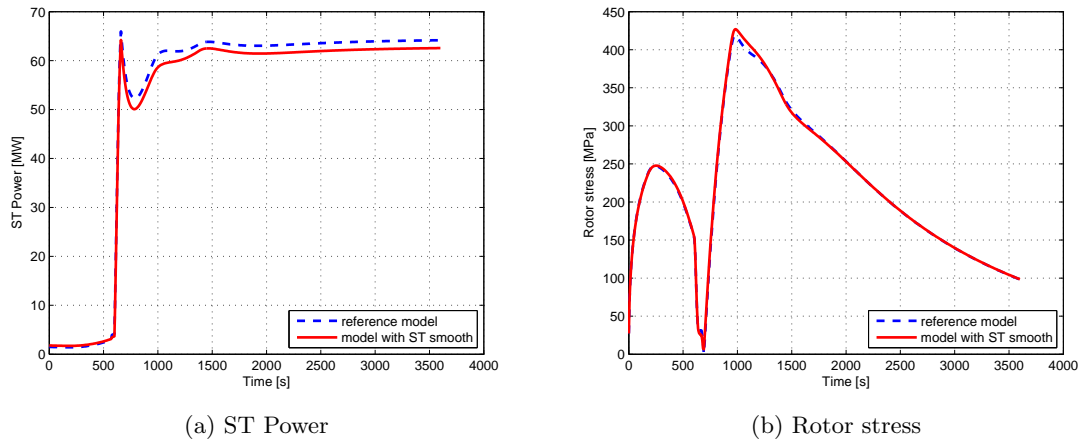 70
60
50
40
30
20
10
0
ST Power [MW]
0 500 1000 1500 2000 2500 3000 3500 4000
Time [s]
reference model
model with ST smooth
(a) ST Power
450
400
350
300
250
200
150
100
50
0
Rotor stress [MPa]
0 500 1000 1500 2000 2500 3000 3500 4000
Time [s]
reference model
model with ST smooth
(b) Rotor stress